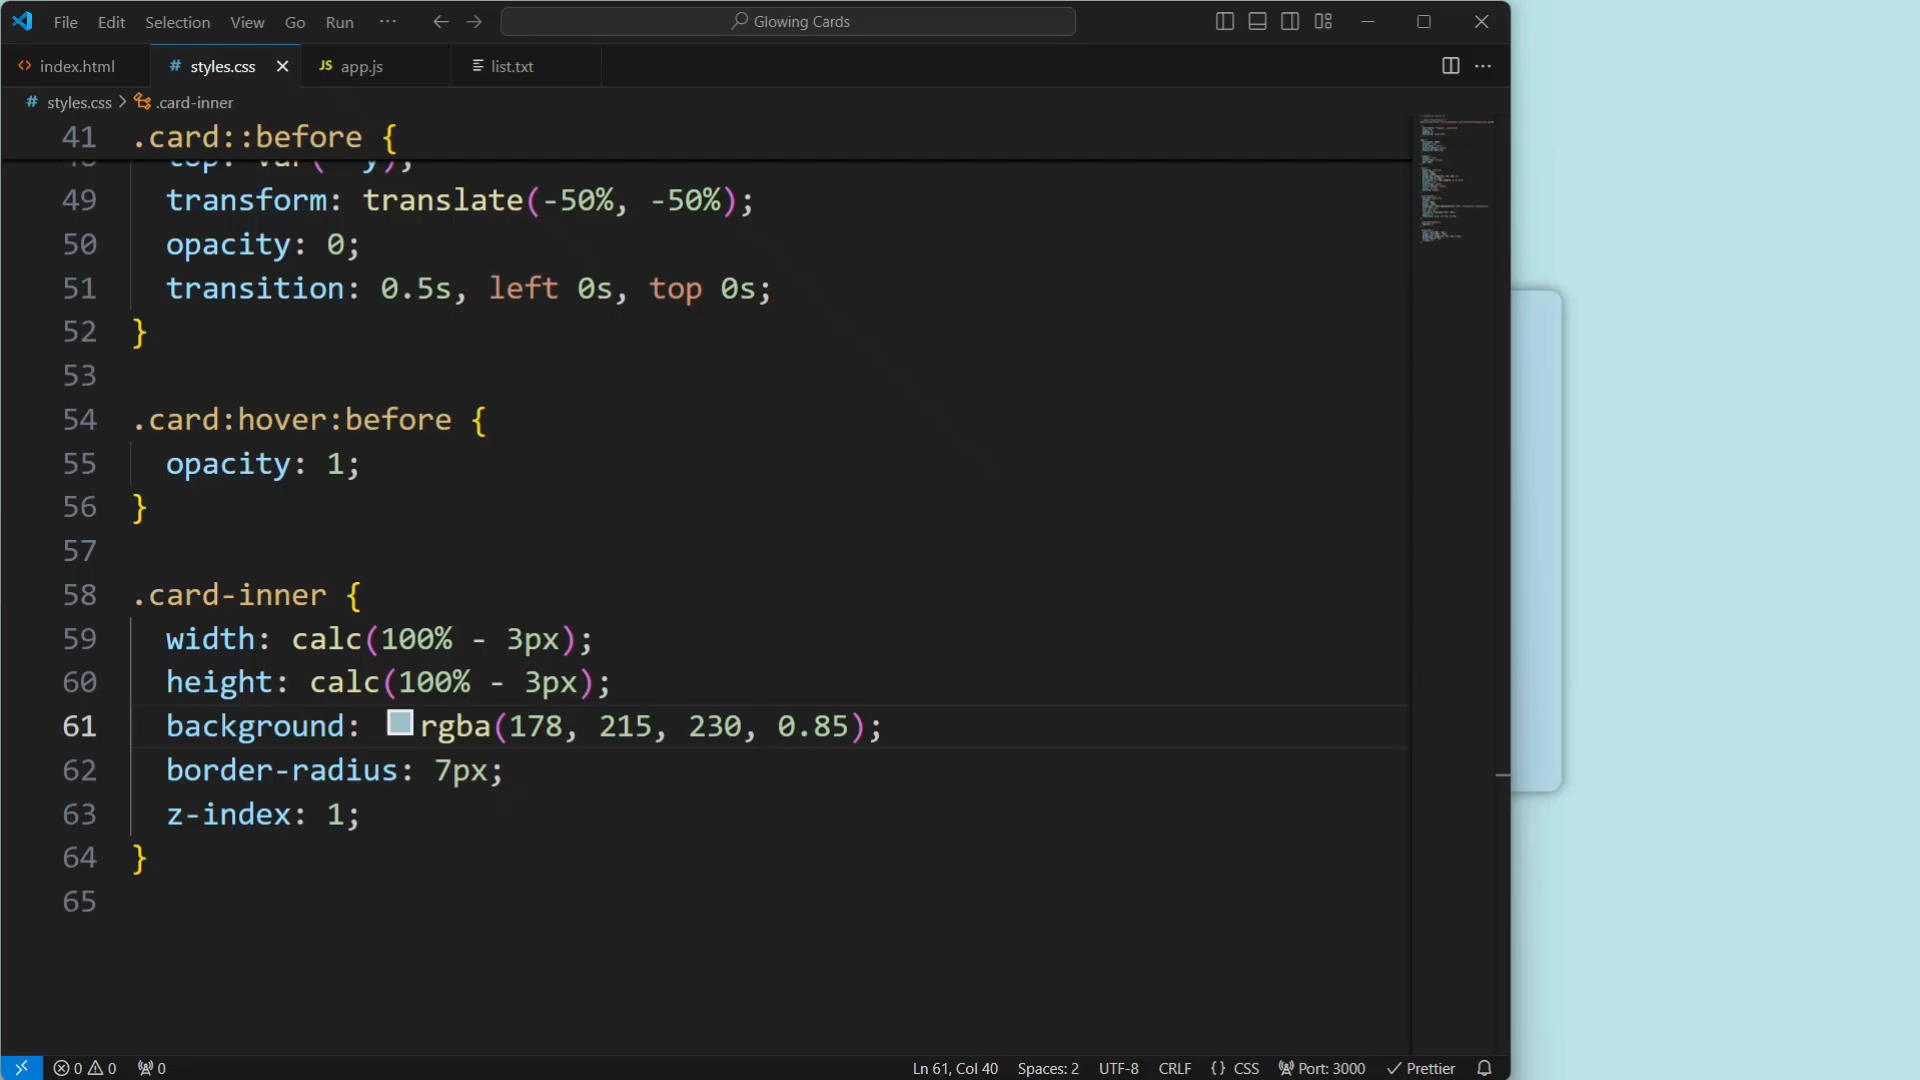 File Edit Selection View Go Run ··· Glowing Cards
index.html # styles.css JS app.js list.txt
# styles.css > .card-inner
41 .card::before {
48 top: var(--y);
49 transform: translate(-50%, -50%);
50 opacity: 0;
51 transition: 0.5s, left 0s, top 0s;
52 }
53
54 .card:hover:before {
55 opacity: 1;
56 }
57
58 .card-inner {
59 width: calc(100% - 3px);
60 height: calc(100% - 3px);
61 background: rgba(178, 215, 230, 0.85);
62 border-radius: 7px;
63 z-index: 1;
64 }
65
0 0 0 Ln 61, Col 40 Spaces: 2 UTF-8 CRLF {} CSS Port: 3000 Prettier